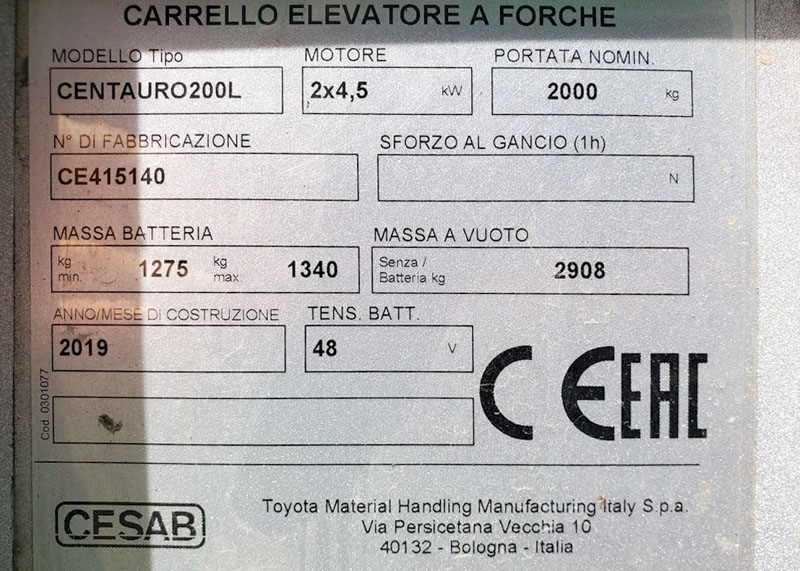 CARRELLO ELEVATORE A FORCHE
MODELLO Tipo MOTORE PORTATA NOMIN.
CENTAURO200L 2x4,5 kW 2000 kg
N° DI FABBRICAZIONE SFORZO AL GANCIO (1h)
CE415140 N
MASSA BATTERIA MASSA A VUOTO
kg min. 1275 kg max. 1340 Senza / Batteria kg 2908
ANNO/MESE DI COSTRUZIONE TENS. BATT.
2019 48 V
CE EAC
Cod. 0301077
CESAB
Toyota Material Handling Manufacturing Italy S.p.a.
Via Persicetana Vecchia 10
40132 - Bologna - Italia